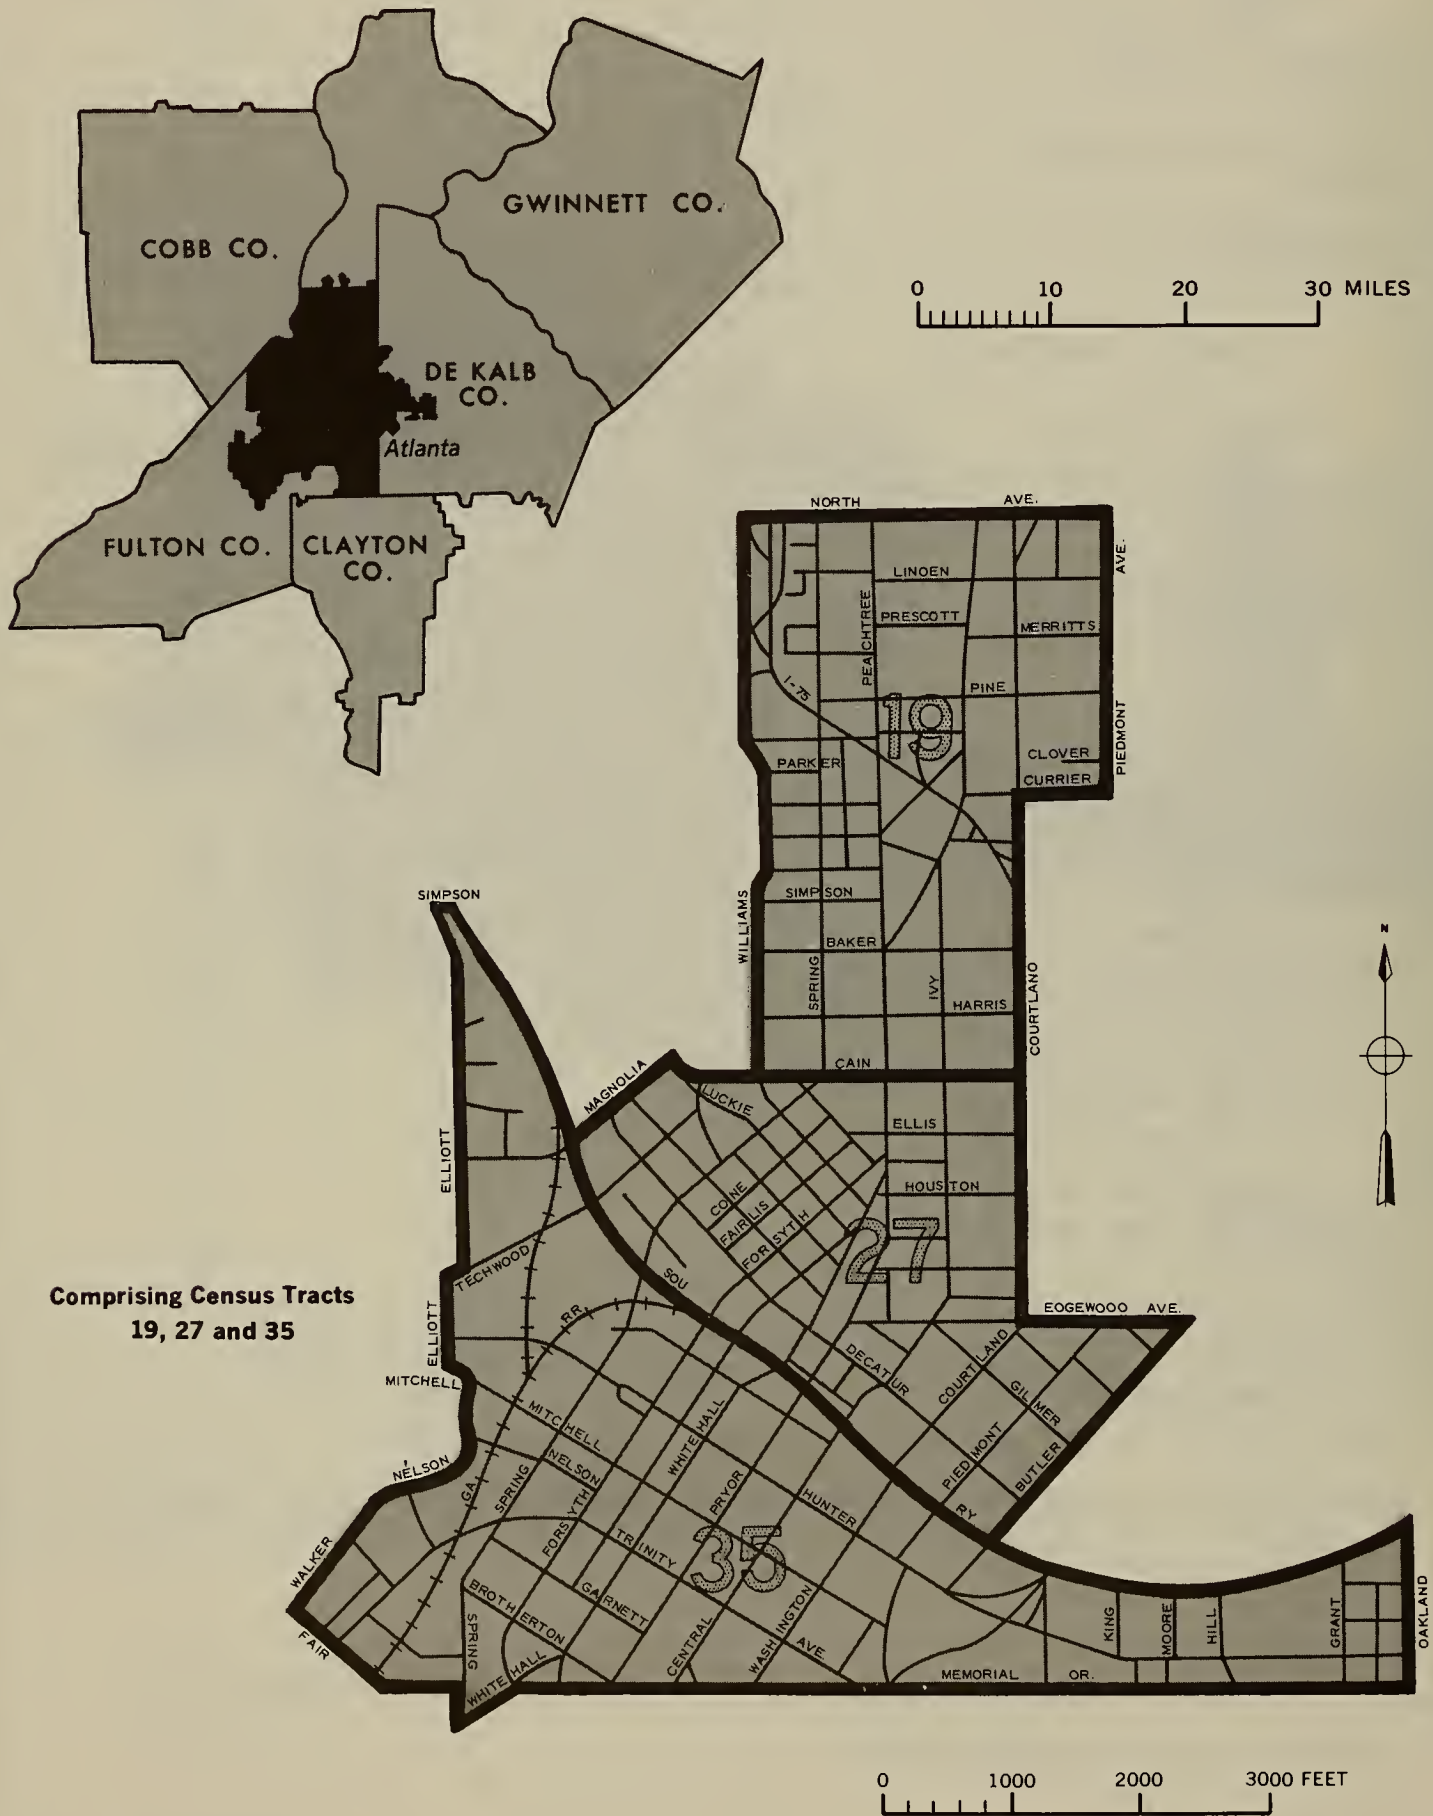 GWINNETT CO.
COBB CO.
0 10 20 30 MILES
DE KALB
CO.
Atlanta
FULTON CO.
CLAYTON
CO.
NORTH AVE.
AVE.
LINOEN
PEACHTREE
PRESCOTT
MERRITTS
I-75
PINE
19
PIEDMONT
CLOVER
PARKER
CURRIER
SIMPSON
WILLIAMS
SIMPSON
BAKER
N
SPRING
IVY
HARRIS
COURTLANO
CAIN
MAGNOLIA
LUCKIE
ELLIS
ELLIOTT
CONE
HOUSTON
FAIRLIS
FORSYTH
27
TECHWOOD
SOU
Comprising Census Tracts
19, 27 and 35
RR.
EOGEWOOO AVE.
ELLIOTT
DECATUR
COURTLAND
MITCHELL
GILMER
MITCHELL
WHITEHALL
NELSON
NELSON
PIEDMONT
BUTLER
GA.
SPRING
FORSYTH
PRYOR
HUNTER
RY
WALKER
TRINITY
35
BROTHERTON
GARNETT
FAIR
SPRING
WHITEHALL
CENTRAL
WASHINGTON
AVE.
KING
MOORE
HILL
GRANT
OAKLAND
MEMORIAL OR.
0 1000 2000 3000 FEET